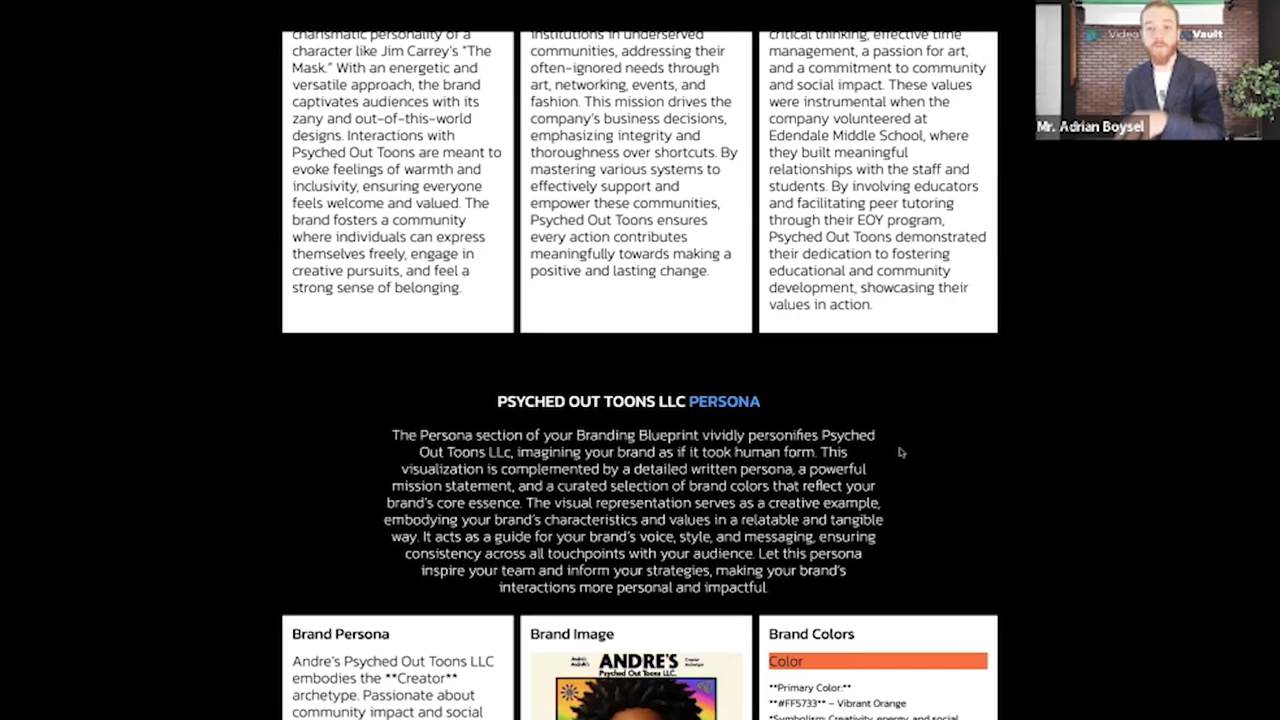 charismatic personality of a
character like Jim Carrey's "The
Mask." With an energetic and
versatile approach, the brand
captivates audiences with its
zany and out-of-this-world
designs. Interactions with
Psyched Out Toons are meant to
evoke feelings of warmth and
inclusivity, ensuring everyone
feels welcome and valued. The
brand fosters a community
where individuals can express
themselves freely, engage in
creative pursuits, and feel a
strong sense of belonging.
institutions in underserved
communities, addressing their
often-ignored needs through
art, networking, events, and
fashion. This mission drives the
company's business decisions,
emphasizing integrity and
thoroughness over shortcuts. By
mastering various systems to
effectively support and
empower these communities,
Psyched Out Toons ensures
every action contributes
meaningfully towards making a
positive and lasting change.
critical thinking, effective time
management, a passion for art,
and a commitment to community
and social impact. These values
were instrumental when the
company volunteered at
Edendale Middle School, where
they built meaningful
relationships with the staff and
students. By involving educators
and facilitating peer tutoring
through their EOY program,
Psyched Out Toons demonstrated
their dedication to fostering
educational and community
development, showcasing their
values in action.
Video Vault
Mr. Adrian Boysel
PSYCHED OUT TOONS LLC PERSONA
The Persona section of your Branding Blueprint vividly personifies Psyched
Out Toons LLc, imagining your brand as if it took human form. This
visualization is complemented by a detailed written persona, a powerful
mission statement, and a curated selection of brand colors that reflect your
brand's core essence. The visual representation serves as a creative example,
embodying your brand's characteristics and values in a relatable and tangible
way. It acts as a guide for your brand's voice, style, and messaging, ensuring
consistency across all touchpoints with your audience. Let this persona
inspire your team and inform your strategies, making your brand's
interactions more personal and impactful.
Brand Persona
Andre's Psyched Out Toons LLC
embodies the **Creator**
archetype. Passionate about
community impact and social
Brand Image
ANDRE'S
Psyched Out Toons LLC.
Brand Colors
Color
**Primary Color:**
**#FF5733** – Vibrant Orange
*Symbolism: Creativity, energy, and social